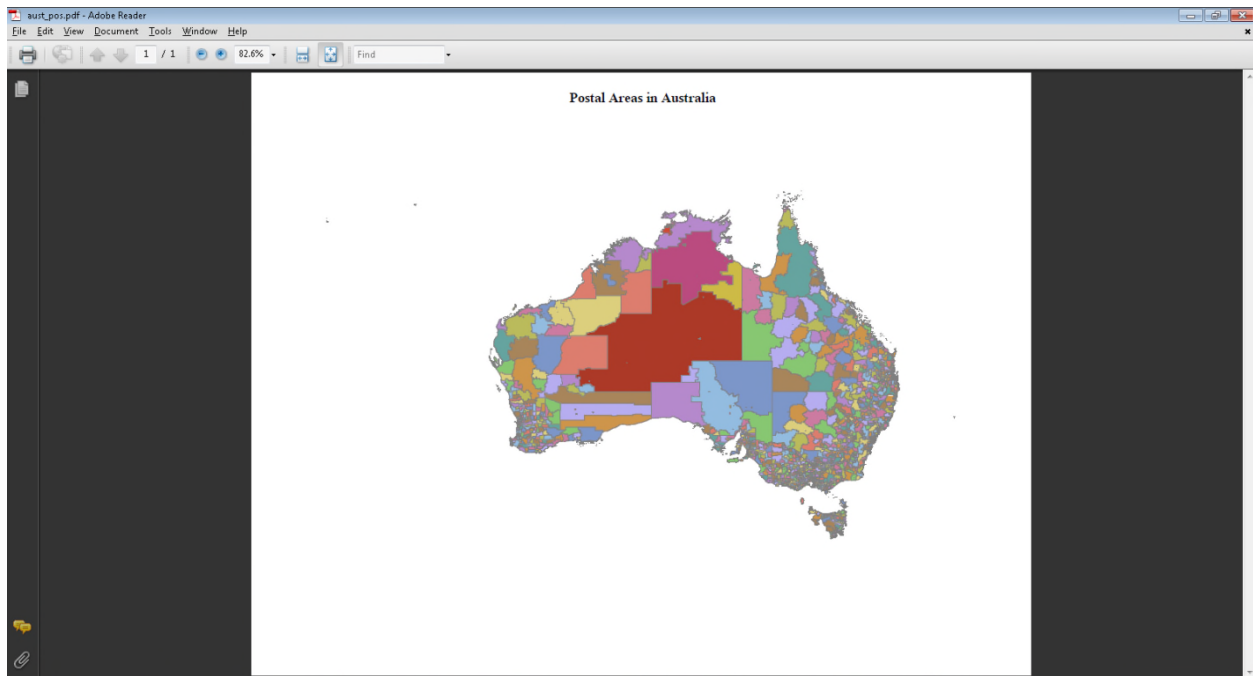 aust_pos.pdf - Adobe Reader
File Edit View Document Tools Window Help
1 / 1 82.6% Find
Postal Areas in Australia